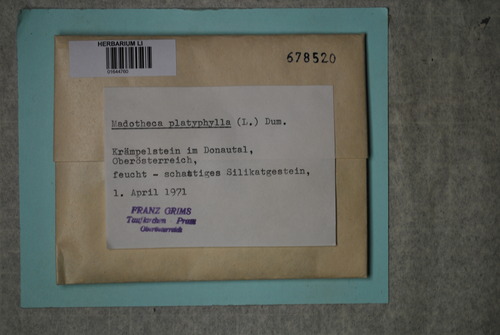 HERBARIUM LI
01644760
678520
Madotheca platyphylla (L.) Dum.
Krämpelstein im Donautal,
Oberösterreich,
feucht - schattiges Silikatgestein,
1. April 1971
FRANZ GRIMS
Taufkirchen Pram
Oberösterreich